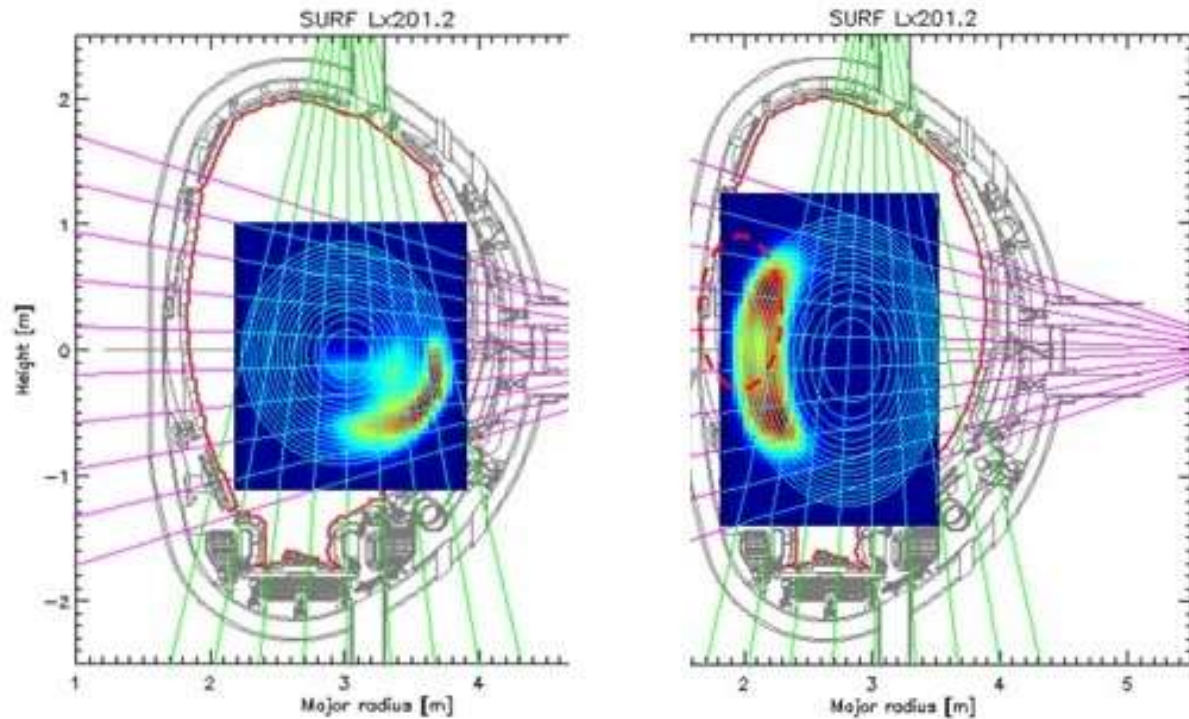 SURF Lx201.2
2
1
0
-1
-2
Height [m]
1 2 3 4
Major radius [m]
SURF Lx201.2
2 3 4 5
Major radius [m]